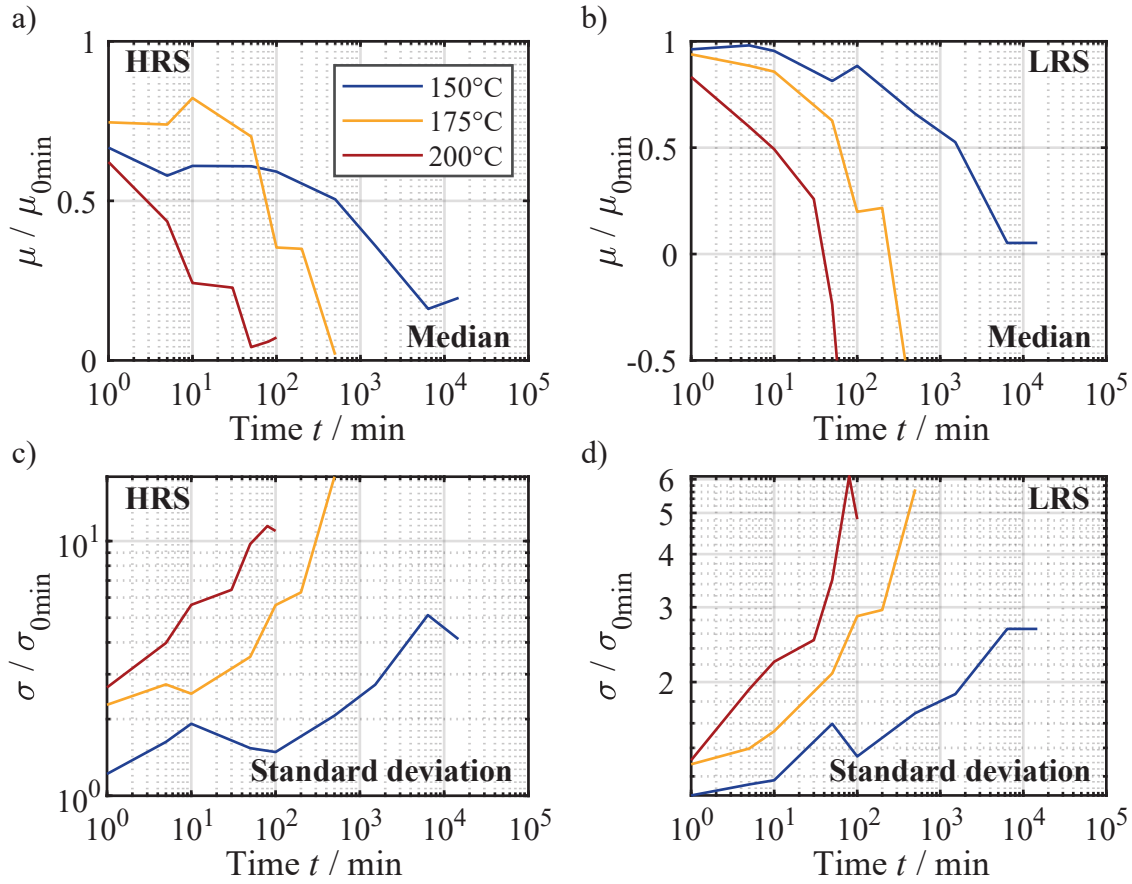 a)
HRS
150°C
175°C
200°C
Median
μ / μ0min
1
0.5
0
10^0 10^1 10^2 10^3 10^4 10^5
Time t / min
b)
LRS
Median
μ / μ0min
1
0.5
0
-0.5
10^0 10^1 10^2 10^3 10^4 10^5
Time t / min
c)
HRS
Standard deviation
σ / σ0min
10^1
10^0
10^0 10^1 10^2 10^3 10^4 10^5
Time t / min
d)
LRS
Standard deviation
σ / σ0min
6
5
4
3
2
10^0 10^1 10^2 10^3 10^4 10^5
Time t / min